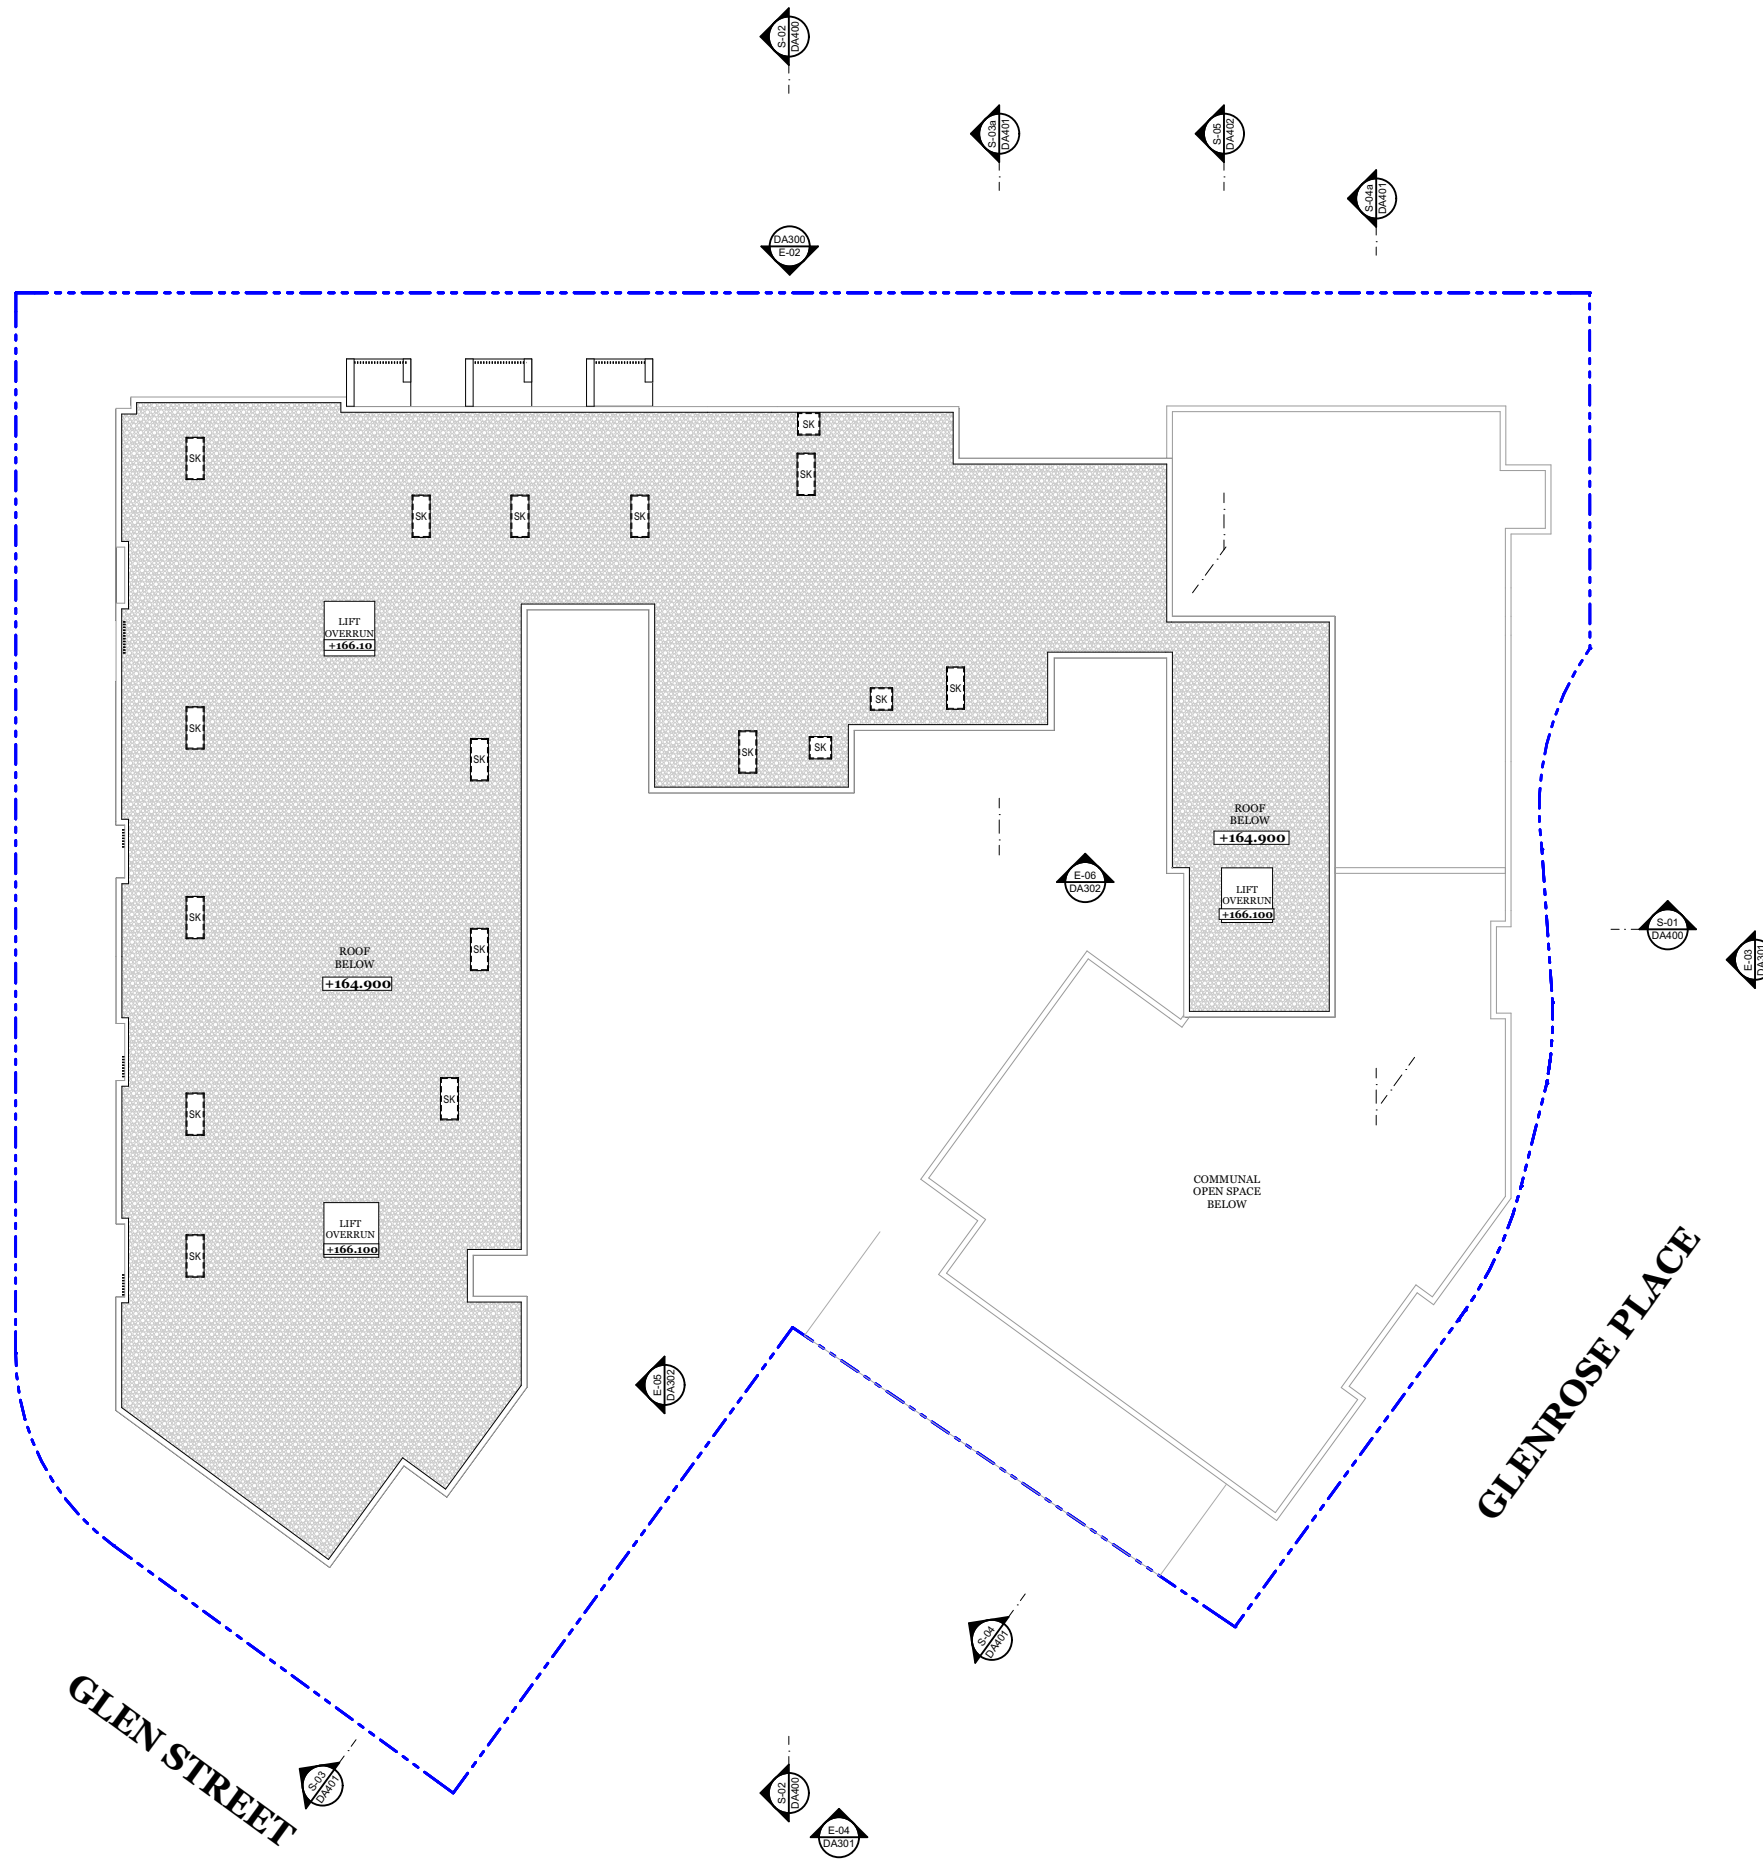 S-02
DA400
S-03a
DA401
S-05
DA402
S-04a
DA401
DA300
E-02
SK
SK
SK
SK
SK
SK
LIFT
OVERRUN
+166.10
SK
SK
SK
SK
SK
SK
SK
ROOF
BELOW
+164.900
E-06
DA302
LIFT
OVERRUN
+166.100
SK
SK
ROOF
BELOW
+164.900
S-01
DA400
E-03
DA301
SK
SK
COMMUNAL
OPEN SPACE
BELOW
LIFT
OVERRUN
+166.100
SK
GLENROSE PLACE
E-05
DA302
S-04
DA401
GLEN STREET
S-03
DA401
S-02
DA400
E-04
DA301